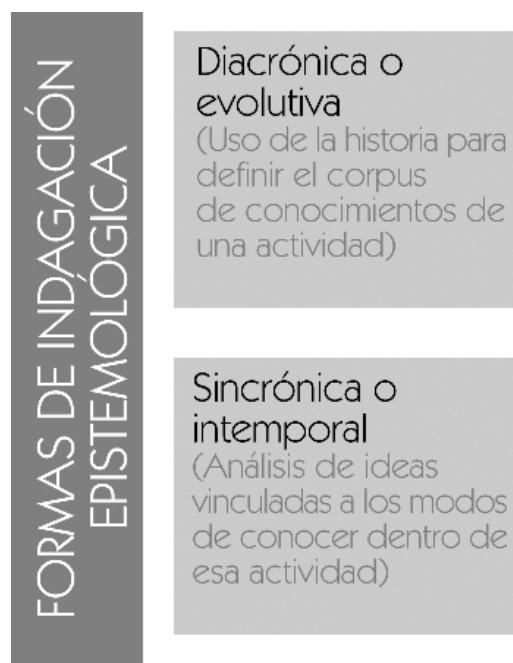 FORMAS DE INDAGACIÓN
EPISTEMOLÓGICA
Diacrónica o
evolutiva
(Uso de la historia para
definir el corpus
de conocimientos de
una actividad)
Sincrónica o
intemporal
(Análisis de ideas
vinculadas a los modos
de conocer dentro de
esa actividad)